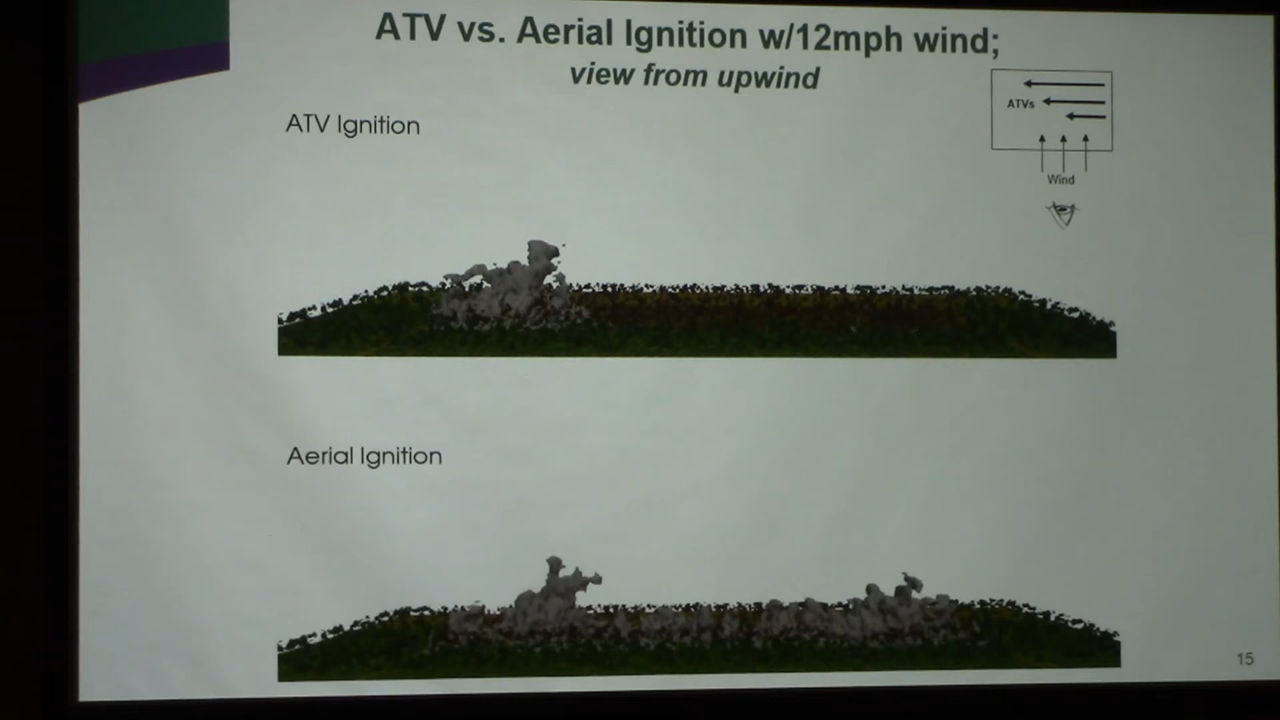 ATV vs. Aerial Ignition w/12mph wind;
view from upwind
ATVs
Wind
ATV Ignition
Aerial Ignition
15